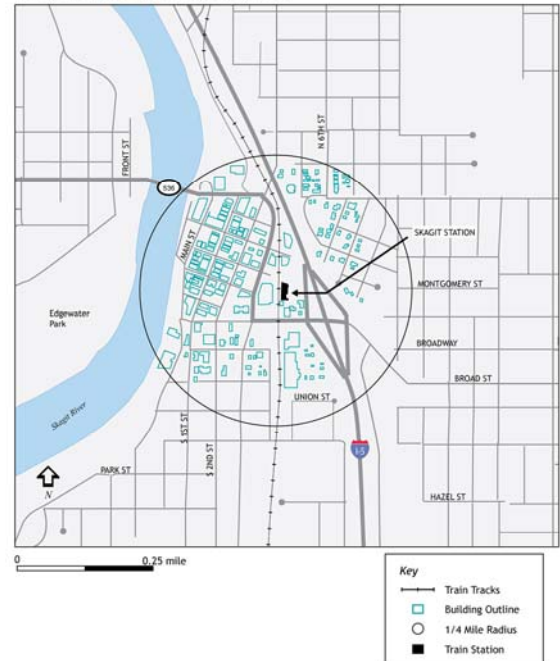 N 6TH ST
FRONT ST
536
MAIN ST
SKAGIT STATION
MONTGOMERY ST
Edgewater
Park
BROADWAY
BROAD ST
UNION ST
Skagit River
S 1ST ST
S 2ND ST
I-5
PARK ST
N
HAZEL ST
0 0.25 mile
Key
Train Tracks
Building Outline
1/4 Mile Radius
Train Station